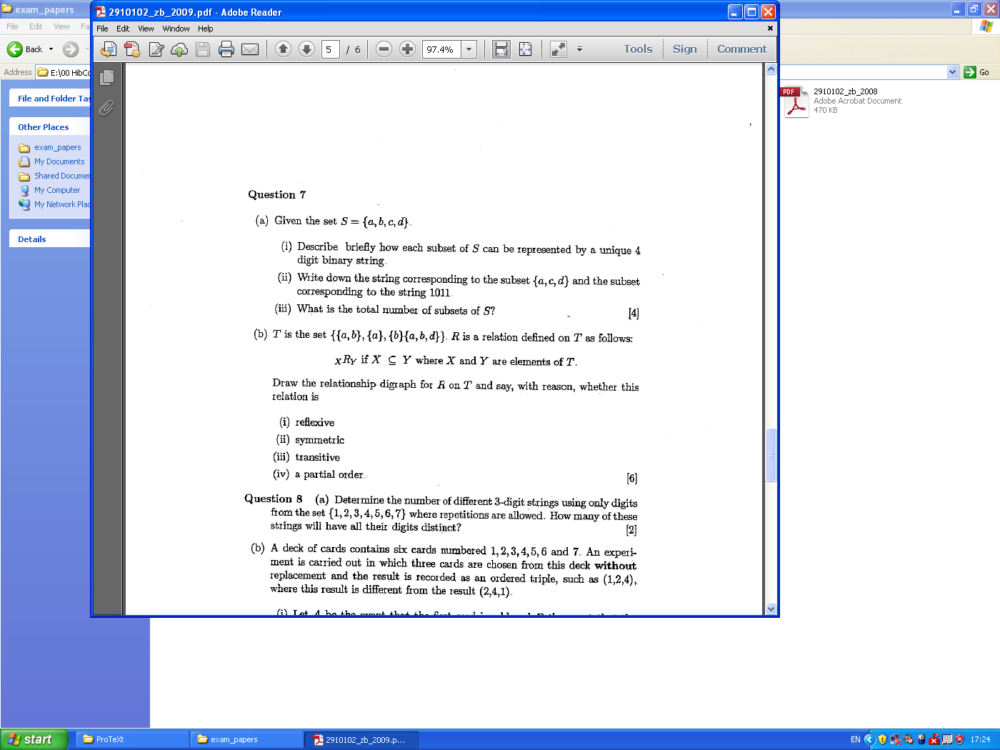 exam_papers
2910102_zb_2009.pdf - Adobe Reader
File Edit View Fa
File Edit View Window Help
Back
5 / 6 97.4% Tools Sign Comment
Address E:\00 HibCo
Go
File and Folder Tas
Other Places
exam_papers
My Documents
Shared Documer
My Computer
My Network Plac
Details
2910102_zb_2008
Adobe Acrobat Document
470 KB
PDF
Question 7
(a) Given the set S = {a, b, c, d}.
(i) Describe briefly how each subset of S can be represented by a unique 4
digit binary string.
(ii) Write down the string corresponding to the subset {a, c, d} and the subset
corresponding to the string 1011.
(iii) What is the total number of subsets of S? [4]
(b) T is the set {{a, b}, {a}, {b}{a, b, d}}. R is a relation defined on T as follows:
XRY if X ⊆ Y where X and Y are elements of T.
Draw the relationship digraph for R on T and say, with reason, whether this
relation is
(i) reflexive
(ii) symmetric
(iii) transitive
(iv) a partial order. [6]
Question 8 (a) Determine the number of different 3-digit strings using only digits
from the set {1, 2, 3, 4, 5, 6, 7} where repetitions are allowed. How many of these
strings will have all their digits distinct? [2]
(b) A deck of cards contains six cards numbered 1, 2, 3, 4, 5, 6 and 7. An experi-
ment is carried out in which three cards are chosen from this deck without
replacement and the result is recorded as an ordered triple, such as (1,2,4),
where this result is different from the result (2,4,1).
(i) Let A be the event that the first card
start ProTeXt exam_papers 2910102_zb_2009.p... EN 17:24